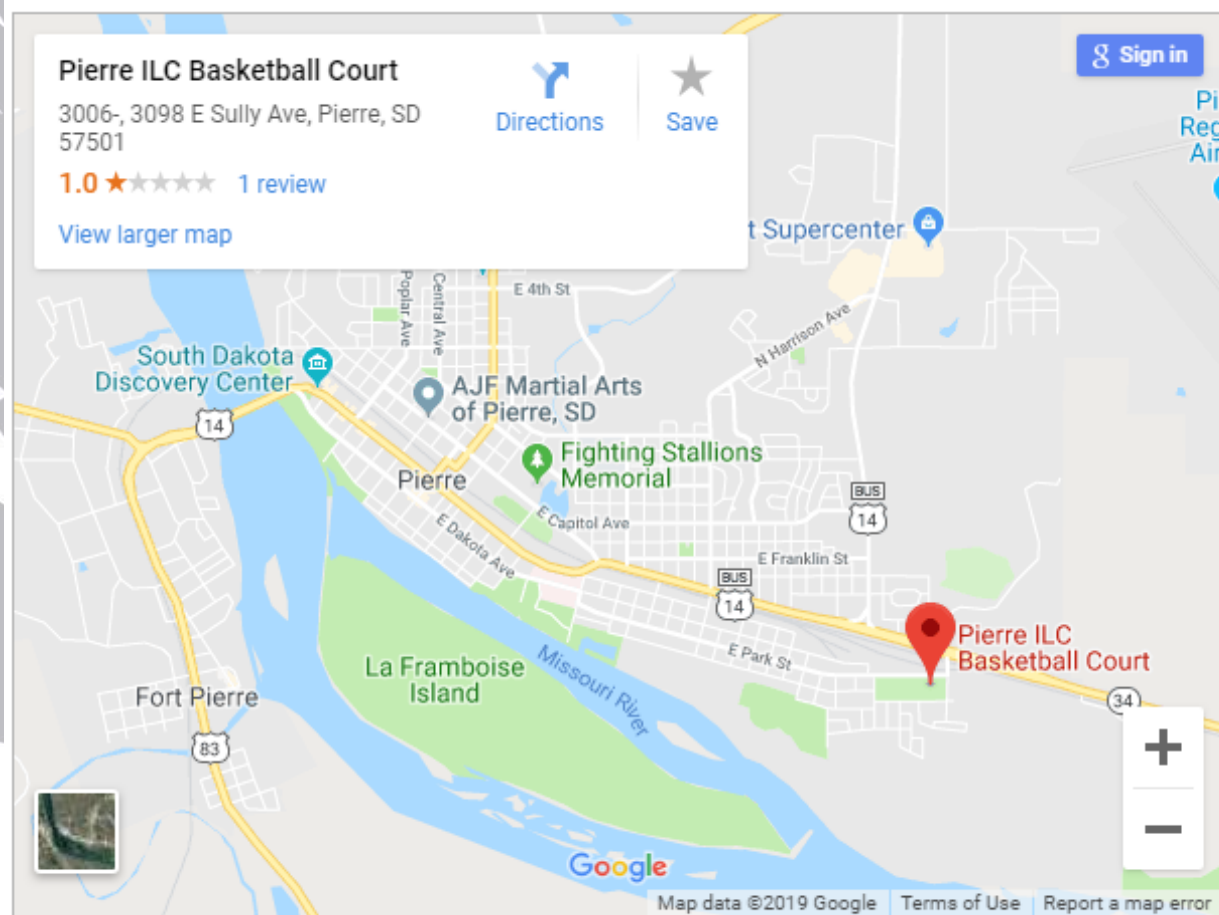 Pierre ILC Basketball Court
3006-, 3098 E Sully Ave, Pierre, SD
57501
1.0
1 review
View larger map
Directions
Save
g Sign in
Pi
Reg
Air
t Supercenter
Poplar Ave
Central Ave
E 4th St
N Harrison Ave
South Dakota
Discovery Center
14
AJF Martial Arts
of Pierre, SD
Fighting Stallions
Memorial
Pierre
BUS
14
E Capitol Ave
E Dakota Ave
E Franklin St
BUS
14
Pierre ILC
Basketball Court
E Park St
Missouri River
La Framboise
Island
Fort Pierre
34
83
+
−
Google
Map data ©2019 Google
Terms of Use
Report a map error